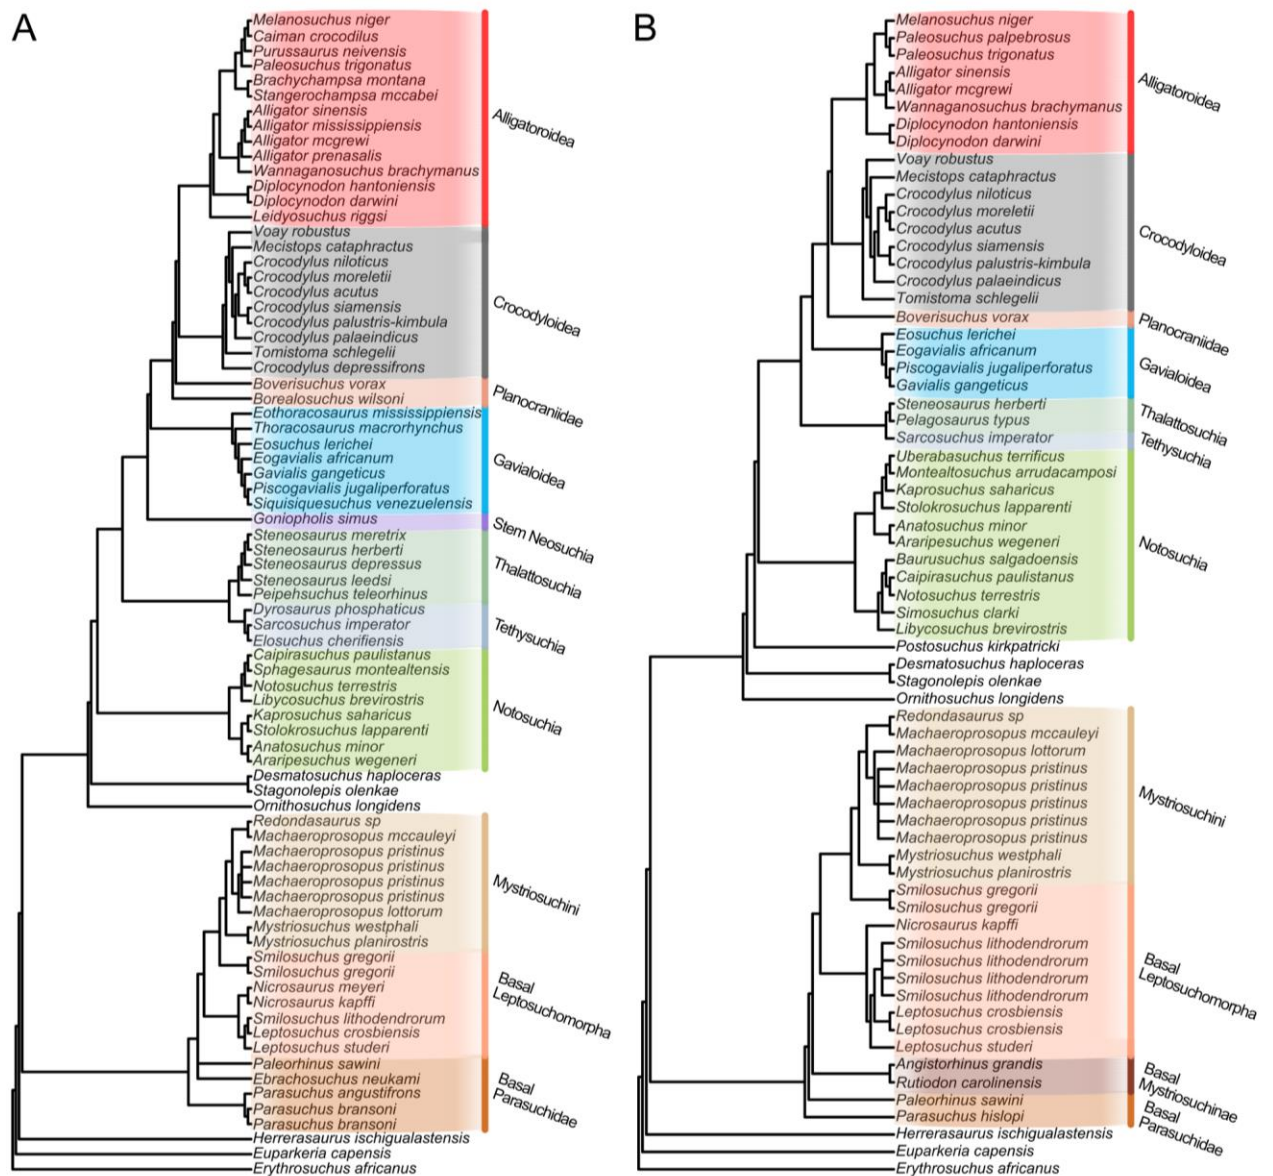 A
Melanosuchus niger
Caiman crocodilus
Purussaurus neivensis
Paleosuchus trigonatus
Brachychampsa montana
Stangerochampsa mccabei
Alligator sinensis
Alligator mississippiensis
Alligator mcgrewi
Alligator prenasalis
Wannaganosuchus brachymanus
Diplocynodon hantoniensis
Diplocynodon darwini
Leidyosuchus riggsi
Alligatoroidea
Voay robustus
Mecistops cataphractus
Crocodylus niloticus
Crocodylus moreletii
Crocodylus acutus
Crocodylus siamensis
Crocodylus palustris-kimbula
Crocodylus palaeindicus
Tomistoma schlegelii
Crocodylus depressifrons
Crocodyloidea
Boverisuchus vorax
Borealosuchus wilsoni
Planocraniidae
Eothoracosaurus mississippiensis
Thoracosaurus macrorhynchus
Eosuchus lerichei
Eogavialis africanum
Gavialis gangeticus
Piscogavialis jugaliperforatus
Siquisiquesuchus venezuelensis
Gavialoidea
Goniopholis simus
Stem Neosuchia
Steneosaurus meretrix
Steneosaurus herberti
Steneosaurus depressus
Steneosaurus leedsi
Peipehsuchus teleorhinus
Thalattosuchia
Dyrosaurus phosphaticus
Sarcosuchus imperator
Elosuchus cherifiensis
Tethysuchia
Caipirasuchus paulistanus
Sphagesaurus montealtensis
Notosuchus terrestris
Libycosuchus brevirostris
Kaprosuchus saharicus
Stolokrosuchus lapparenti
Anatosuchus minor
Araripesuchus wegeneri
Notosuchia
Desmatosuchus haploceras
Stagonolepis olenkae
Ornithosuchus longidens
Redondasaurus sp
Machaeroprosopus mccauleyi
Machaeroprosopus pristinus
Machaeroprosopus pristinus
Machaeroprosopus pristinus
Machaeroprosopus pristinus
Machaeroprosopus lottorum
Mystriosuchus westphali
Mystriosuchus planirostris
Mystriosuchini
Smilosuchus gregorii
Smilosuchus gregorii
Nicrosaurus meyeri
Nicrosaurus kapffi
Smilosuchus lithodendrorum
Leptosuchus crosbiensis
Leptosuchus studeri
Basal
Leptosuchomorpha
Paleorhinus sawini
Ebrachosuchus neukami
Parasuchus angustifrons
Parasuchus bransoni
Parasuchus bransoni
Basal
Parasuchidae
Herrerasaurus ischigualastensis
Euparkeria capensis
Erythrosuchus africanus
B
Melanosuchus niger
Paleosuchus palpebrosus
Paleosuchus trigonatus
Alligator sinensis
Alligator mcgrewi
Wannaganosuchus brachymanus
Diplocynodon hantoniensis
Diplocynodon darwini
Alligatoroidea
Voay robustus
Mecistops cataphractus
Crocodylus niloticus
Crocodylus moreletii
Crocodylus acutus
Crocodylus siamensis
Crocodylus palustris-kimbula
Crocodylus palaeindicus
Tomistoma schlegelii
Crocodyloidea
Boverisuchus vorax
Planocraniidae
Eosuchus lerichei
Eogavialis africanum
Piscogavialis jugaliperforatus
Gavialis gangeticus
Gavialoidea
Steneosaurus herberti
Pelagosaurus typus
Thalattosuchia
Sarcosuchus imperator
Tethysuchia
Uberabasuchus terrificus
Montealtosuchus arrudacamposi
Kaprosuchus saharicus
Stolokrosuchus lapparenti
Anatosuchus minor
Araripesuchus wegeneri
Baurusuchus salgadoensis
Caipirasuchus paulistanus
Notosuchus terrestris
Simosuchus clarki
Libycosuchus brevirostris
Notosuchia
Postosuchus kirkpatricki
Desmatosuchus haploceras
Stagonolepis olenkae
Ornithosuchus longidens
Redondasaurus sp
Machaeroprosopus mccauleyi
Machaeroprosopus lottorum
Machaeroprosopus pristinus
Machaeroprosopus pristinus
Machaeroprosopus pristinus
Machaeroprosopus pristinus
Machaeroprosopus pristinus
Mystriosuchus westphali
Mystriosuchus planirostris
Mystriosuchini
Smilosuchus gregorii
Smilosuchus gregorii
Nicrosaurus kapffi
Smilosuchus lithodendrorum
Smilosuchus lithodendrorum
Smilosuchus lithodendrorum
Smilosuchus lithodendrorum
Leptosuchus crosbiensis
Leptosuchus crosbiensis
Leptosuchus studeri
Basal
Leptosuchomorpha
Angistorhinus grandis
Rutiodon carolinensis
Basal
Mystriosuchinae
Paleorhinus sawini
Parasuchus hislopi
Basal
Parasuchidae
Herrerasaurus ischigualastensis
Euparkeria capensis
Erythrosuchus africanus